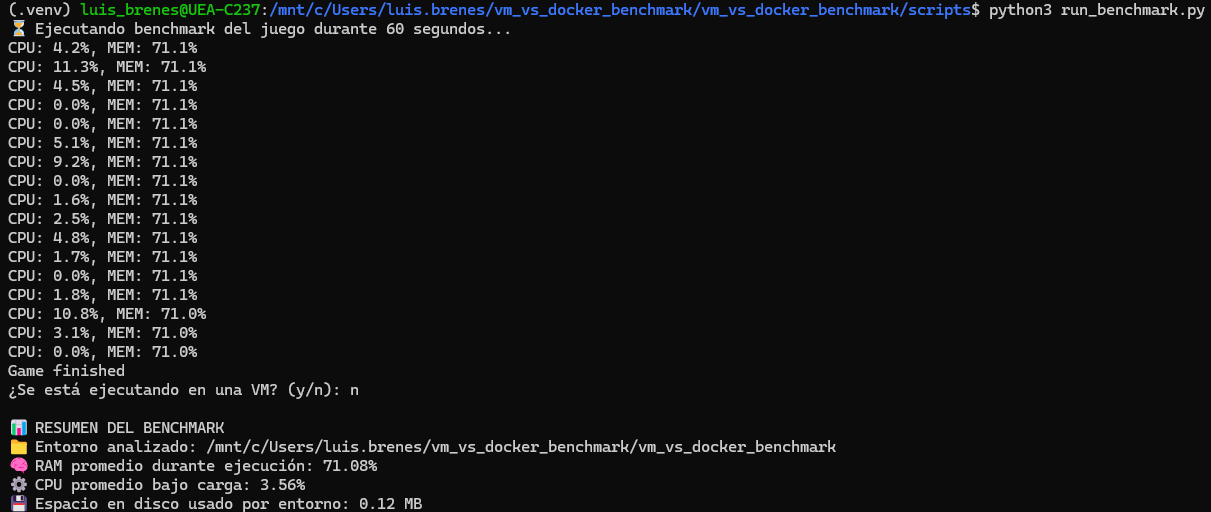 (.venv) luis_brenes@UEA-C237:/mnt/c/Users/luis.brenes/vm_vs_docker_benchmark/vm_vs_docker_benchmark/scripts$ python3 run_benchmark.py
⏳ Ejecutando benchmark del juego durante 60 segundos...
CPU: 4.2%, MEM: 71.1%
CPU: 11.3%, MEM: 71.1%
CPU: 4.5%, MEM: 71.1%
CPU: 0.0%, MEM: 71.1%
CPU: 0.0%, MEM: 71.1%
CPU: 5.1%, MEM: 71.1%
CPU: 9.2%, MEM: 71.1%
CPU: 0.0%, MEM: 71.1%
CPU: 1.6%, MEM: 71.1%
CPU: 2.5%, MEM: 71.1%
CPU: 4.8%, MEM: 71.1%
CPU: 1.7%, MEM: 71.1%
CPU: 0.0%, MEM: 71.1%
CPU: 1.8%, MEM: 71.1%
CPU: 10.8%, MEM: 71.0%
CPU: 3.1%, MEM: 71.0%
CPU: 0.0%, MEM: 71.0%
Game finished
¿Se está ejecutando en una VM? (y/n): n
📊 RESUMEN DEL BENCHMARK
📁 Entorno analizado: /mnt/c/Users/luis.brenes/vm_vs_docker_benchmark/vm_vs_docker_benchmark
🧠 RAM promedio durante ejecución: 71.08%
⚙️ CPU promedio bajo carga: 3.56%
💾 Espacio en disco usado por entorno: 0.12 MB